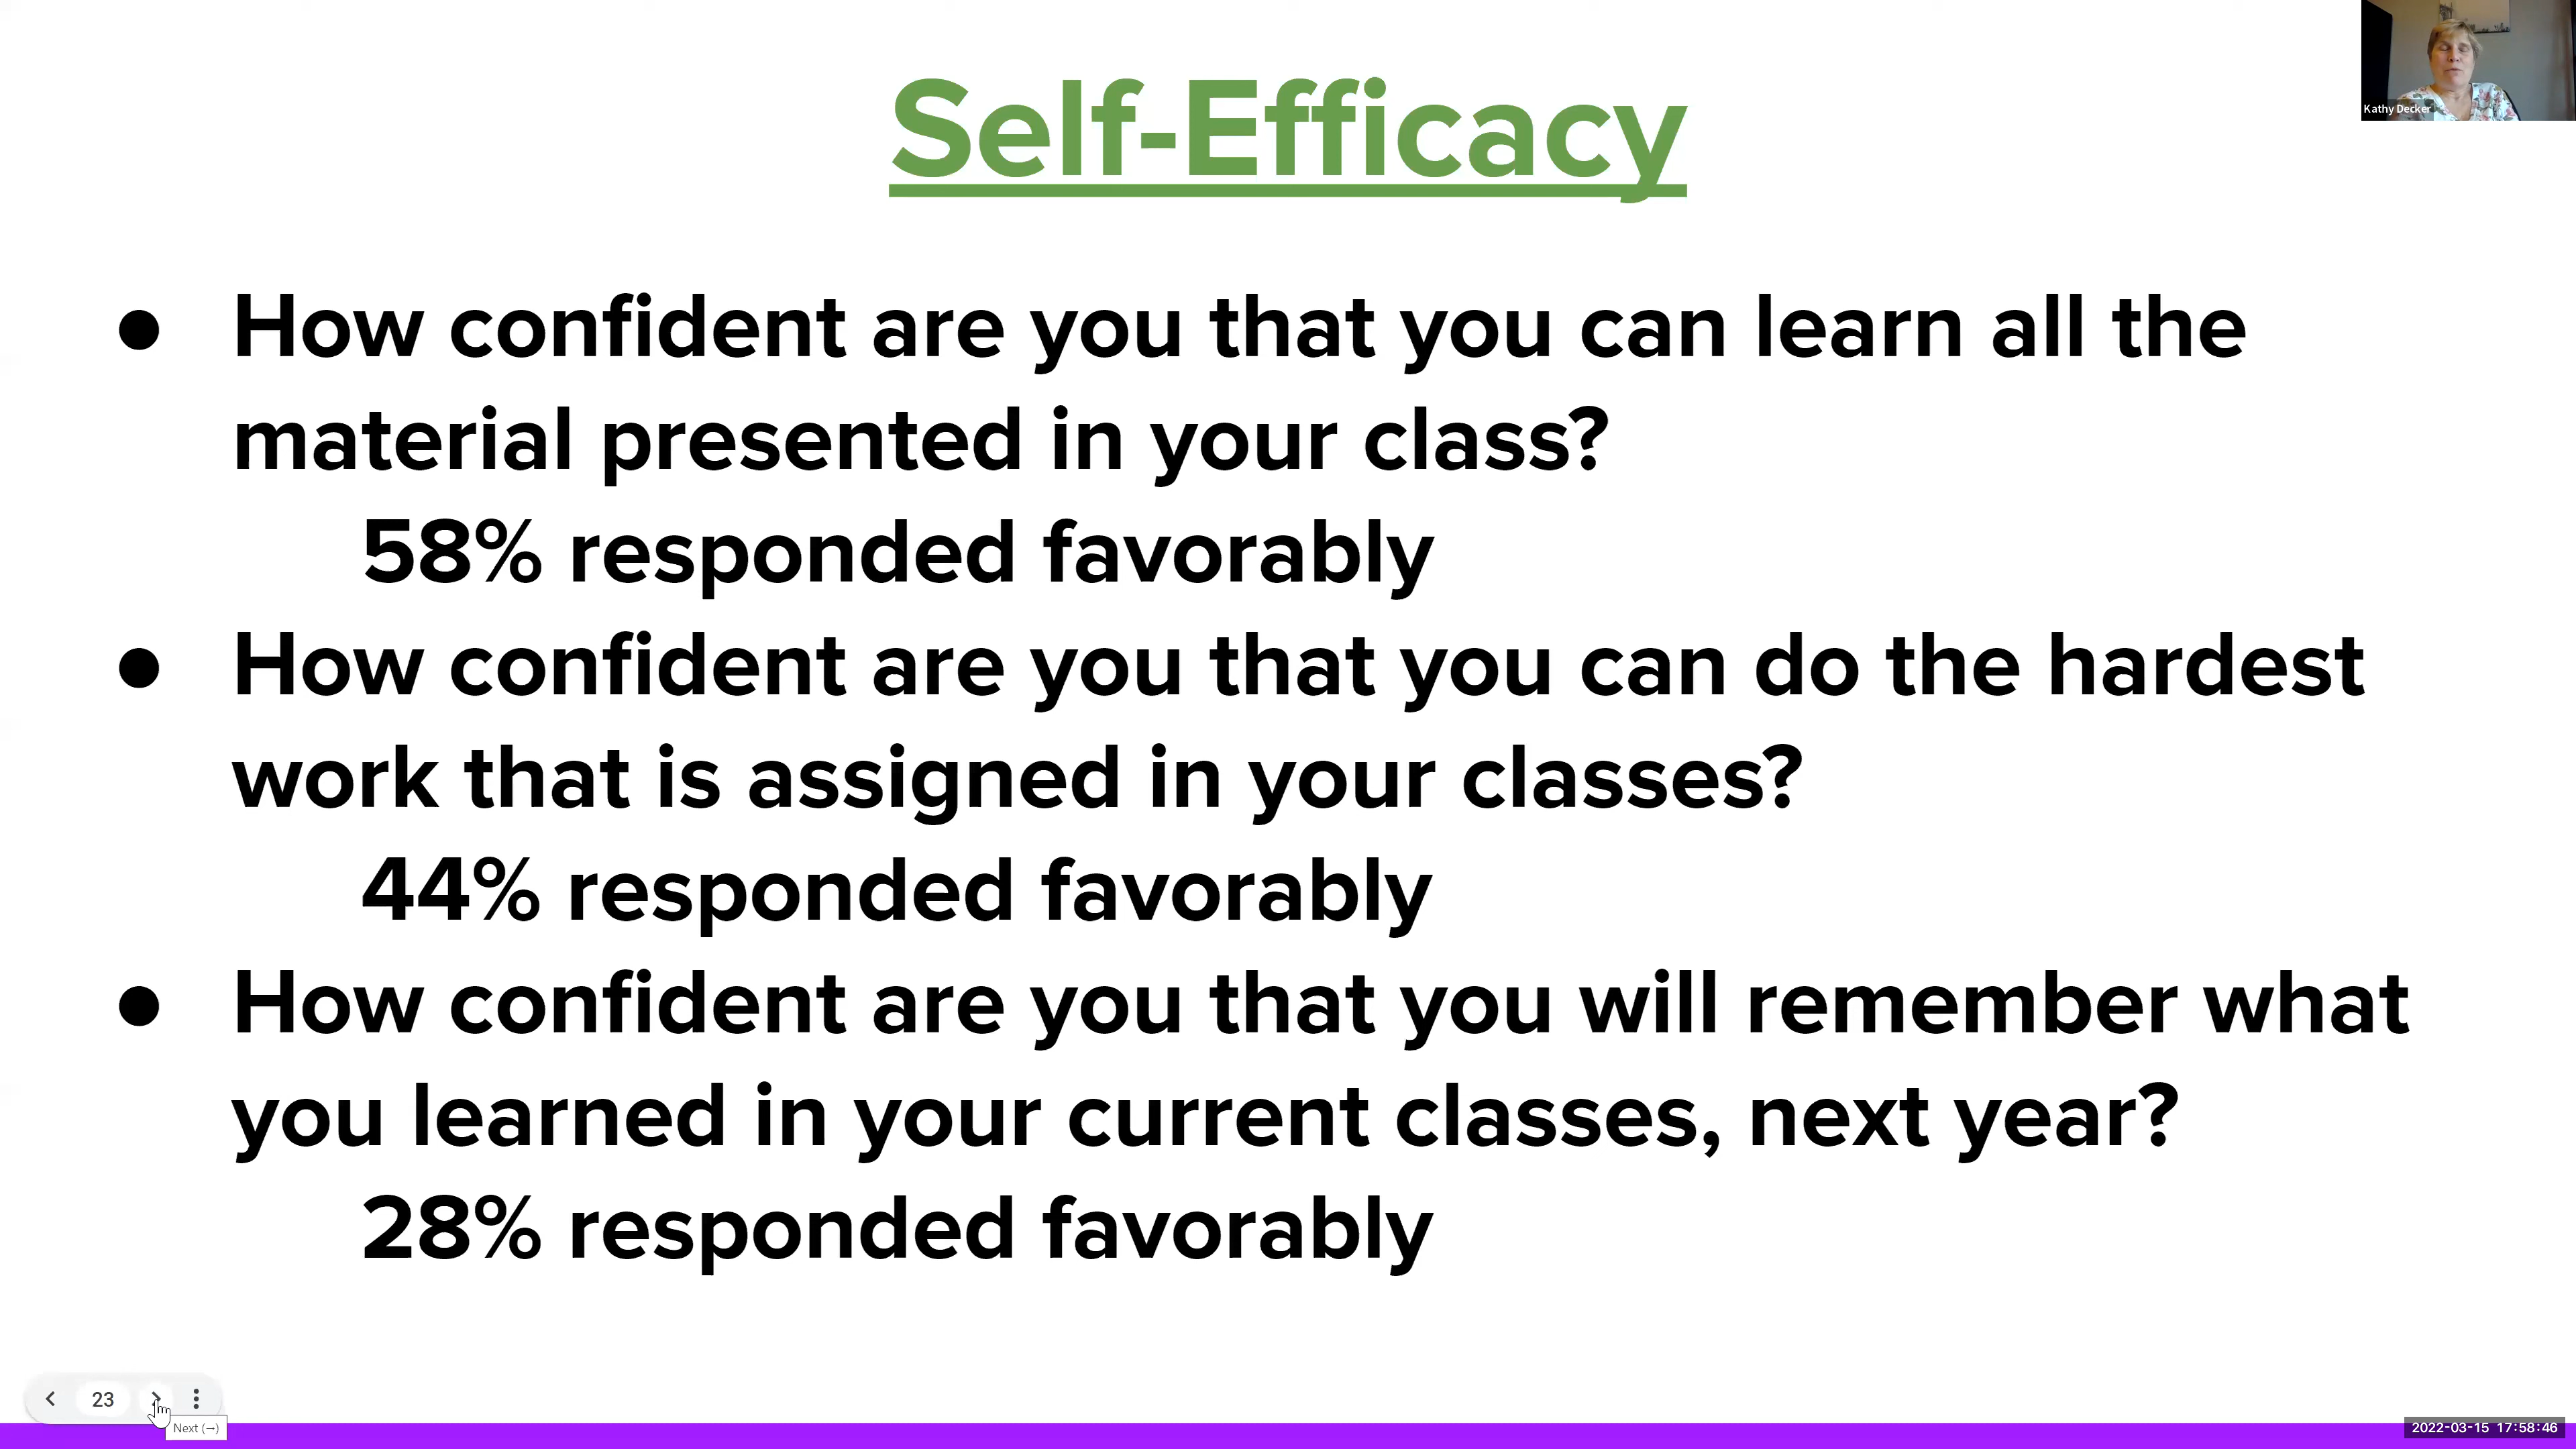 Self-Efficacy
Kathy Decker
● How confident are you that you can learn all the
material presented in your class?
58% responded favorably
● How confident are you that you can do the hardest
work that is assigned in your classes?
44% responded favorably
● How confident are you that you will remember what
you learned in your current classes, next year?
28% responded favorably
23
Next (→)
2022-03-15 17:58:46